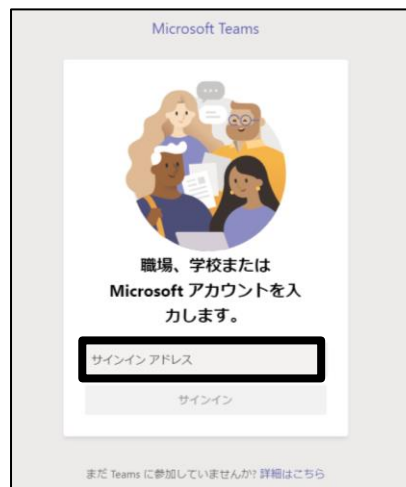 Microsoft Teams
職場、学校または
Microsoft アカウントを入
力します。
サインイン アドレス
サインイン
まだ Teams に参加していませんか? 詳細はこちら